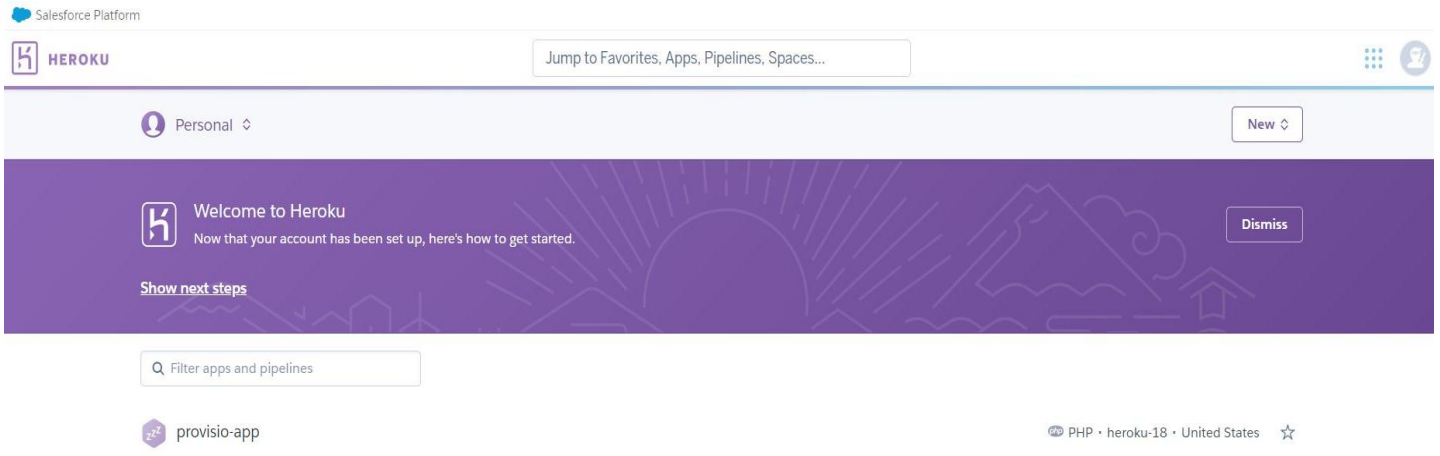 Salesforce Platform
HEROKU
Jump to Favorites, Apps, Pipelines, Spaces...
Personal
New
Welcome to Heroku
Now that your account has been set up, here's how to get started.
Dismiss
Show next steps
Filter apps and pipelines
zzz
provisio-app
php PHP · heroku-18 · United States